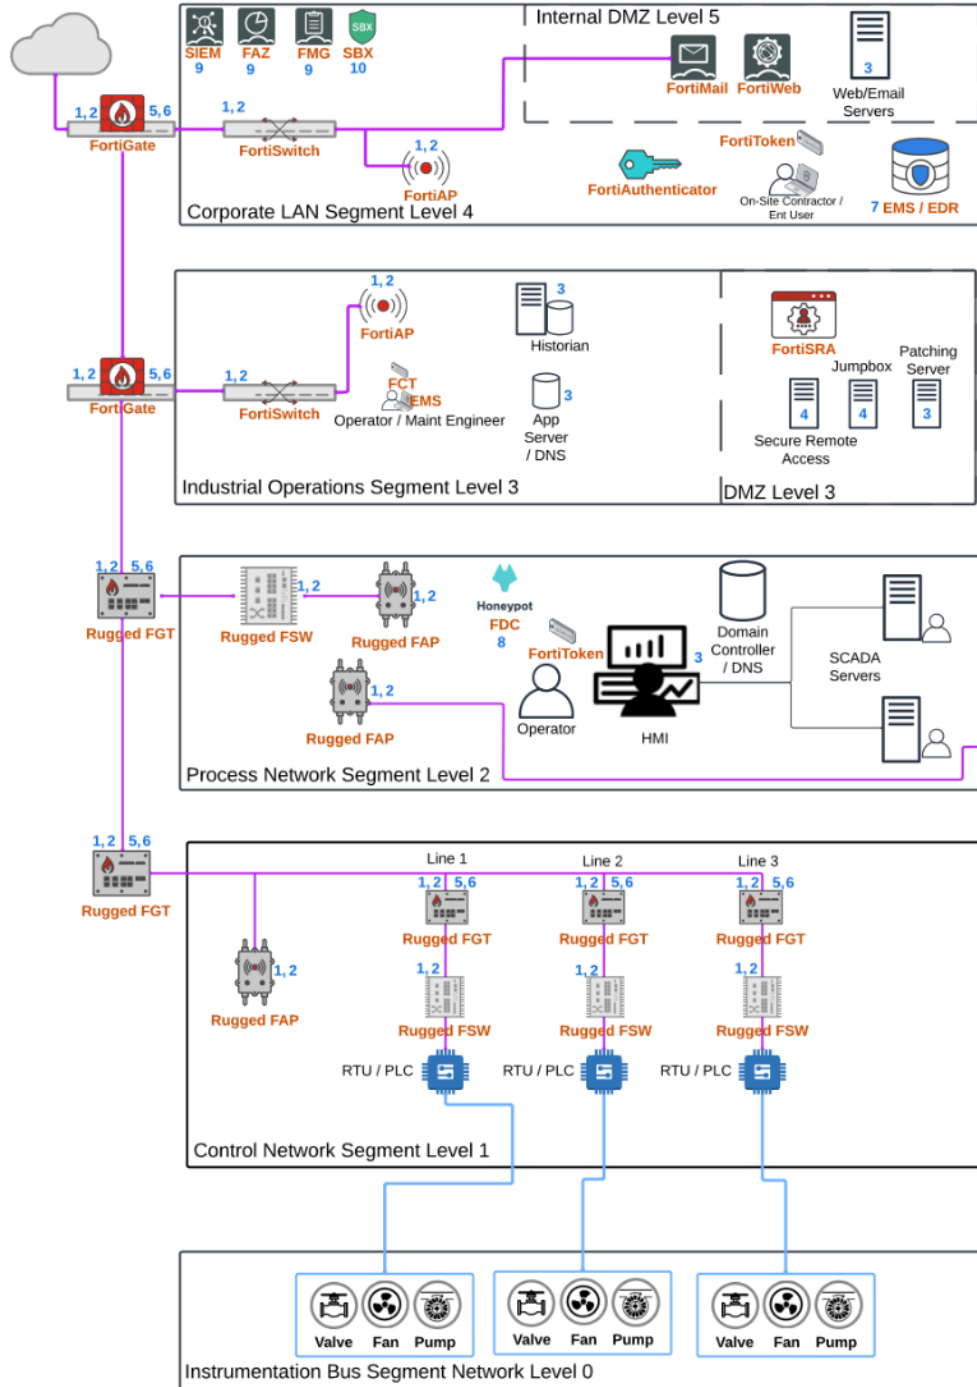 SIEM
9
FAZ
9
FMG
9
SBX
SBX
10
Internal DMZ Level 5
FortiMail
FortiWeb
3
Web/Email
Servers
1, 2
5, 6
FortiGate
1, 2
FortiSwitch
1, 2
FortiAP
FortiToken
FortiAuthenticator
On-Site Contractor /
Ent User
7 EMS / EDR
Corporate LAN Segment Level 4
1, 2
FortiAP
3
Historian
FortiSRA
Patching
Server
Jumpbox
1, 2
5, 6
FortiGate
1, 2
FortiSwitch
FCT
EMS
Operator / Maint Engineer
3
App
Server
/ DNS
4
4
3
Secure Remote
Access
Industrial Operations Segment Level 3
DMZ Level 3
1, 2
5, 6
Rugged FGT
1, 2
Rugged FSW
1, 2
Rugged FAP
Honeypot
FDC
8
FortiToken
Domain
Controller
/ DNS
3
SCADA
Servers
1, 2
Rugged FAP
Operator
HMI
Process Network Segment Level 2
1, 2
5, 6
Rugged FGT
Line 1
Line 2
Line 3
1, 2
5, 6
1, 2
5, 6
1, 2
5, 6
Rugged FGT
Rugged FGT
Rugged FGT
1, 2
Rugged FAP
1, 2
1, 2
1, 2
Rugged FSW
Rugged FSW
Rugged FSW
RTU / PLC
RTU / PLC
RTU / PLC
Control Network Segment Level 1
Valve
Fan
Pump
Valve
Fan
Pump
Valve
Fan
Pump
Instrumentation Bus Segment Network Level 0